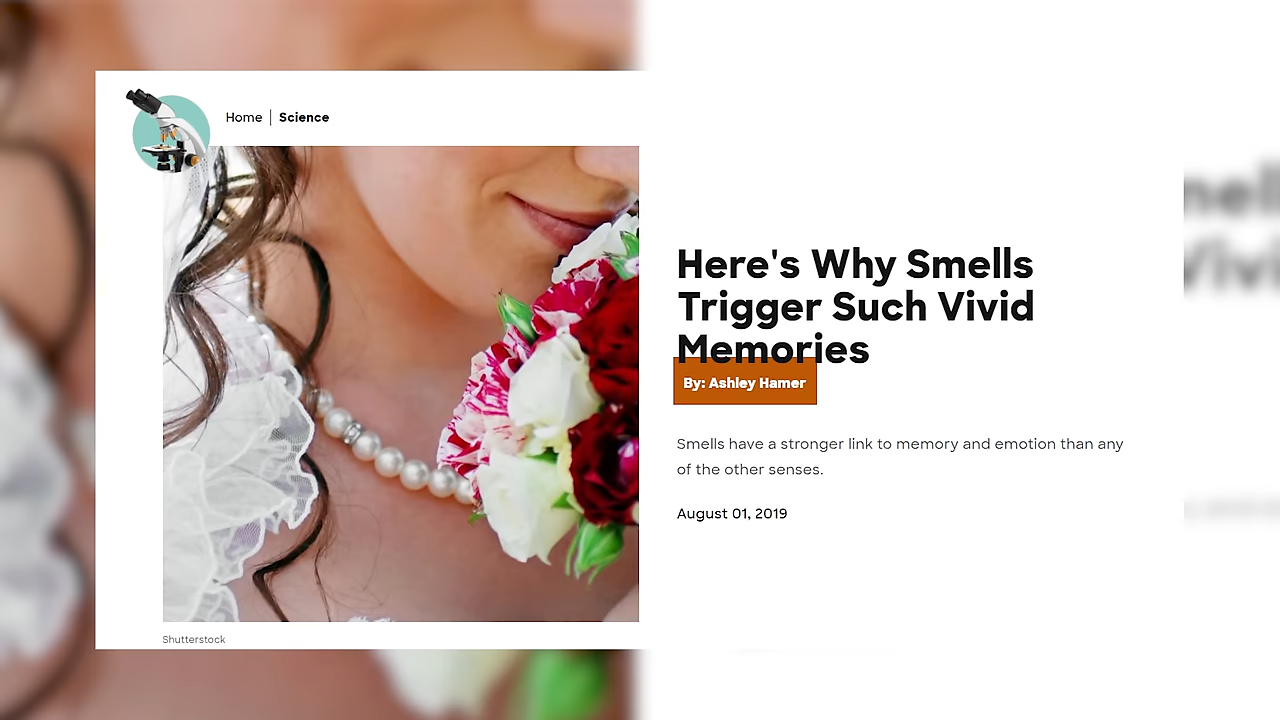 Home | Science
Here's Why Smells
Trigger Such Vivid
Memories
By: Ashley Hamer
Smells have a stronger link to memory and emotion than any
of the other senses.
August 01, 2019
Shutterstock